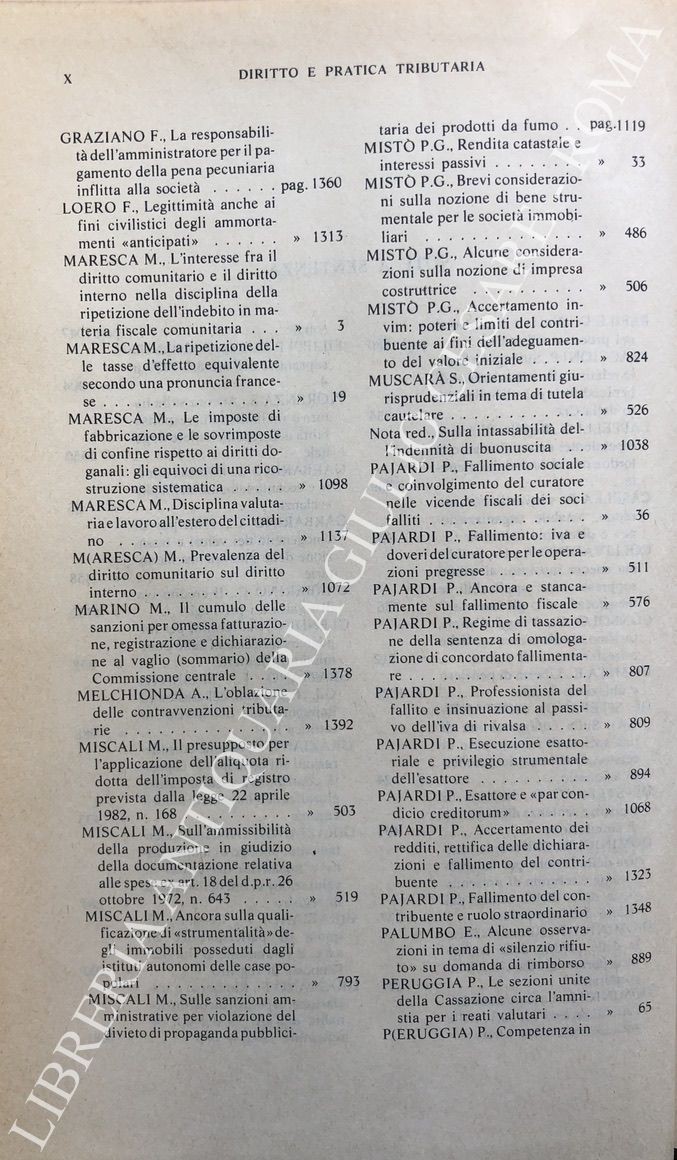 X
DIRITTO E PRATICA TRIBUTARIA
GRAZIANO F., La responsabili-
tà dell'amministratore per il pa-
gamento della pena pecuniaria
inflitta alla società . . . . . . pag. 1360
LOERO F., Legittimità anche ai
fini civilistici degli ammorta-
menti «anticipati» . . . . . . » 1313
MARESCA M., L'interesse fra il
diritto comunitario e il diritto
interno nella disciplina della
ripetizione dell'indebito in ma-
teria fiscale comunitaria . . . » 3
MARESCA M., La ripetizione del-
le tasse d'effetto equivalente
secondo una pronuncia france-
se . . . . . . . . . . . . . . . . » 19
MARESCA M., Le imposte di
fabbricazione e le sovrimposte
di confine rispetto ai diritti do-
ganali: gli equivoci di una rico-
struzione sistematica . . . . . » 1098
MARESCA M., Disciplina valuta-
ria e lavoro all'estero del cittadi-
no . . . . . . . . . . . . . . . . » 1137
M(ARESCA) M., Prevalenza del
diritto comunitario sul diritto
interno . . . . . . . . . . . . . » 1072
MARINO M., Il cumulo delle
sanzioni per omessa fatturazio-
ne, registrazione e dichiarazio-
ne al vaglio (sommario) della
Commissione centrale . . . . . » 1378
MELCHIONDA A., L'oblazione
delle contravvenzioni tributa-
rie . . . . . . . . . . . . . . . » 1392
MISCALI M., Il presupposto per
l'applicazione dell'aliquota ri-
dotta dell'imposta di registro
prevista dalla legge 22 aprile
1982, n. 168 . . . . . . . . . . » 503
MISCALI M., Sull'ammissibilità
della produzione in giudizio
della documentazione relativa
alle spese ex art. 18 del d.p.r. 26
ottobre 1972, n. 643 . . . . . » 519
MISCALI M., Ancora sulla quali-
ficazione di «strumentalità» de-
gli immobili posseduti dagli
istituti autonomi delle case po-
polari . . . . . . . . . . . . . » 793
MISCALI M., Sulle sanzioni am-
ministrative per violazione del
divieto di propaganda pubblici-
taria dei prodotti da fumo . . pag. 1119
MISTÒ P.G., Rendita catastale e
interessi passivi . . . . . . . . » 33
MISTÒ P.G., Brevi considerazio-
ni sulla nozione di bene stru-
mentale per le società immobi-
liari . . . . . . . . . . . . . . » 486
MISTÒ P.G., Alcune considera-
zioni sulla nozione di impresa
costruttrice . . . . . . . . . . » 506
MISTÒ P.G., Accertamento in-
vim: poteri e limiti del contri-
buente ai fini dell'adeguamen-
to del valore iniziale . . . . . » 824
MUSCARÀ S., Orientamenti giu-
risprudenziali in tema di tutela
cautelare . . . . . . . . . . . . » 526
Nota red., Sulla intassabilità del-
l'indennità di buonuscita . . » 1038
PAJARDI P., Fallimento sociale
e coinvolgimento del curatore
nelle vicende fiscali dei soci
falliti . . . . . . . . . . . . . » 36
PAJARDI P., Fallimento: iva e
doveri del curatore per le opera-
zioni pregresse . . . . . . . . » 511
PAJARDI P., Ancora e stanca-
mente sul fallimento fiscale » 576
PAJARDI P., Regime di tassazio-
ne della sentenza di omologa-
zione di concordato fallimenta-
re . . . . . . . . . . . . . . . . » 807
PAJARDI P., Professionista del
fallito e insinuazione al passi-
vo dell'iva di rivalsa . . . . . » 809
PAJARDI P., Esecuzione esatto-
riale e privilegio strumentale
dell'esattore . . . . . . . . . . » 894
PAJARDI P., Esattore e «par con-
dicio creditorum» . . . . . . » 1068
PAJARDI P., Accertamento dei
redditi, rettifica delle dichiara-
zioni e fallimento del contri-
buente . . . . . . . . . . . . . » 1323
PAJARDI P., Fallimento del con-
tribuente e ruolo straordinario » 1348
PALUMBO E., Alcune osserva-
zioni in tema di «silenzio rifiu-
to» su domanda di rimborso » 889
PERUGGIA P., Le sezioni unite
della Cassazione circa l'amni-
stia per i reati valutari . . . . » 65
P(ERUGGIA) P., Competenza in
LIBRERIA ANTIQUARIA GIULIO CESARE ROMA